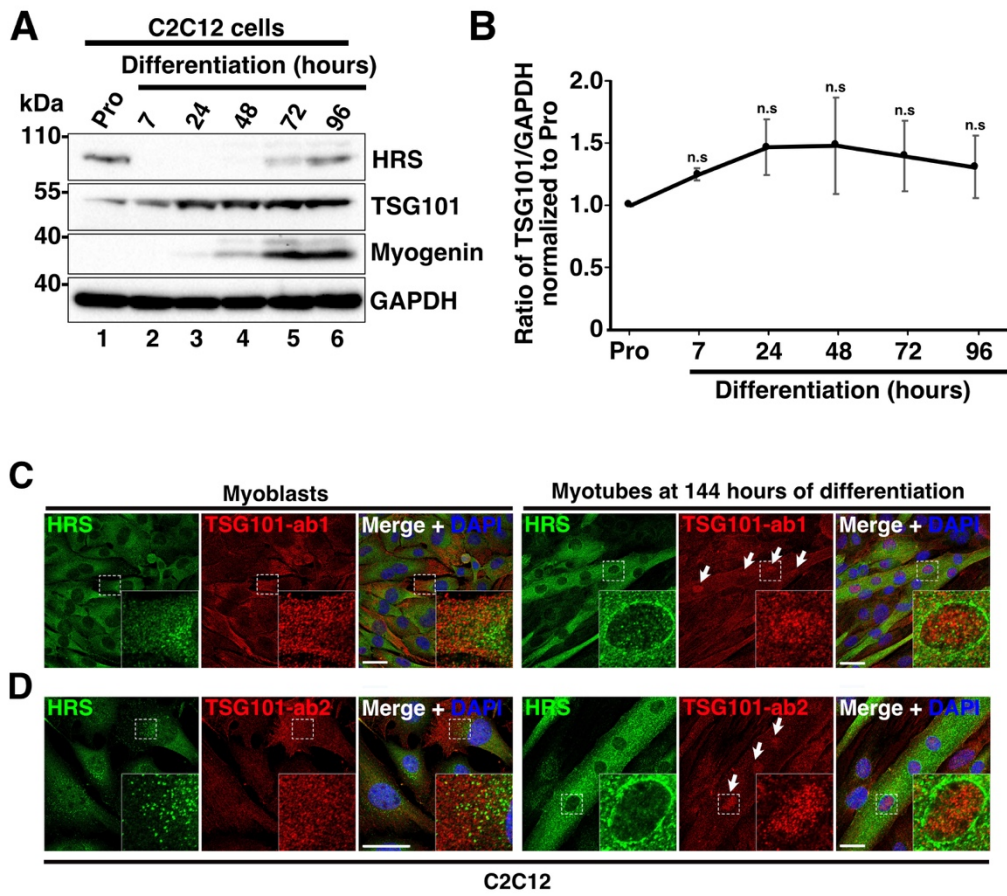 A
C2C12 cells
Differentiation (hours)
kDa
Pro 7 24 48 72 96
110
HRS
55
TSG101
40
Myogenin
40
GAPDH
1 2 3 4 5 6
B
Ratio of TSG101/GAPDH
normalized to Pro
2.0
1.5
1.0
0.5
0
n.s
n.s
n.s
n.s
n.s
Pro 7 24 48 72 96
Differentiation (hours)
C
Myoblasts
Myotubes at 144 hours of differentiation
HRS TSG101-ab1 Merge + DAPI HRS TSG101-ab1 Merge + DAPI
D
HRS TSG101-ab2 Merge + DAPI HRS TSG101-ab2 Merge + DAPI
C2C12